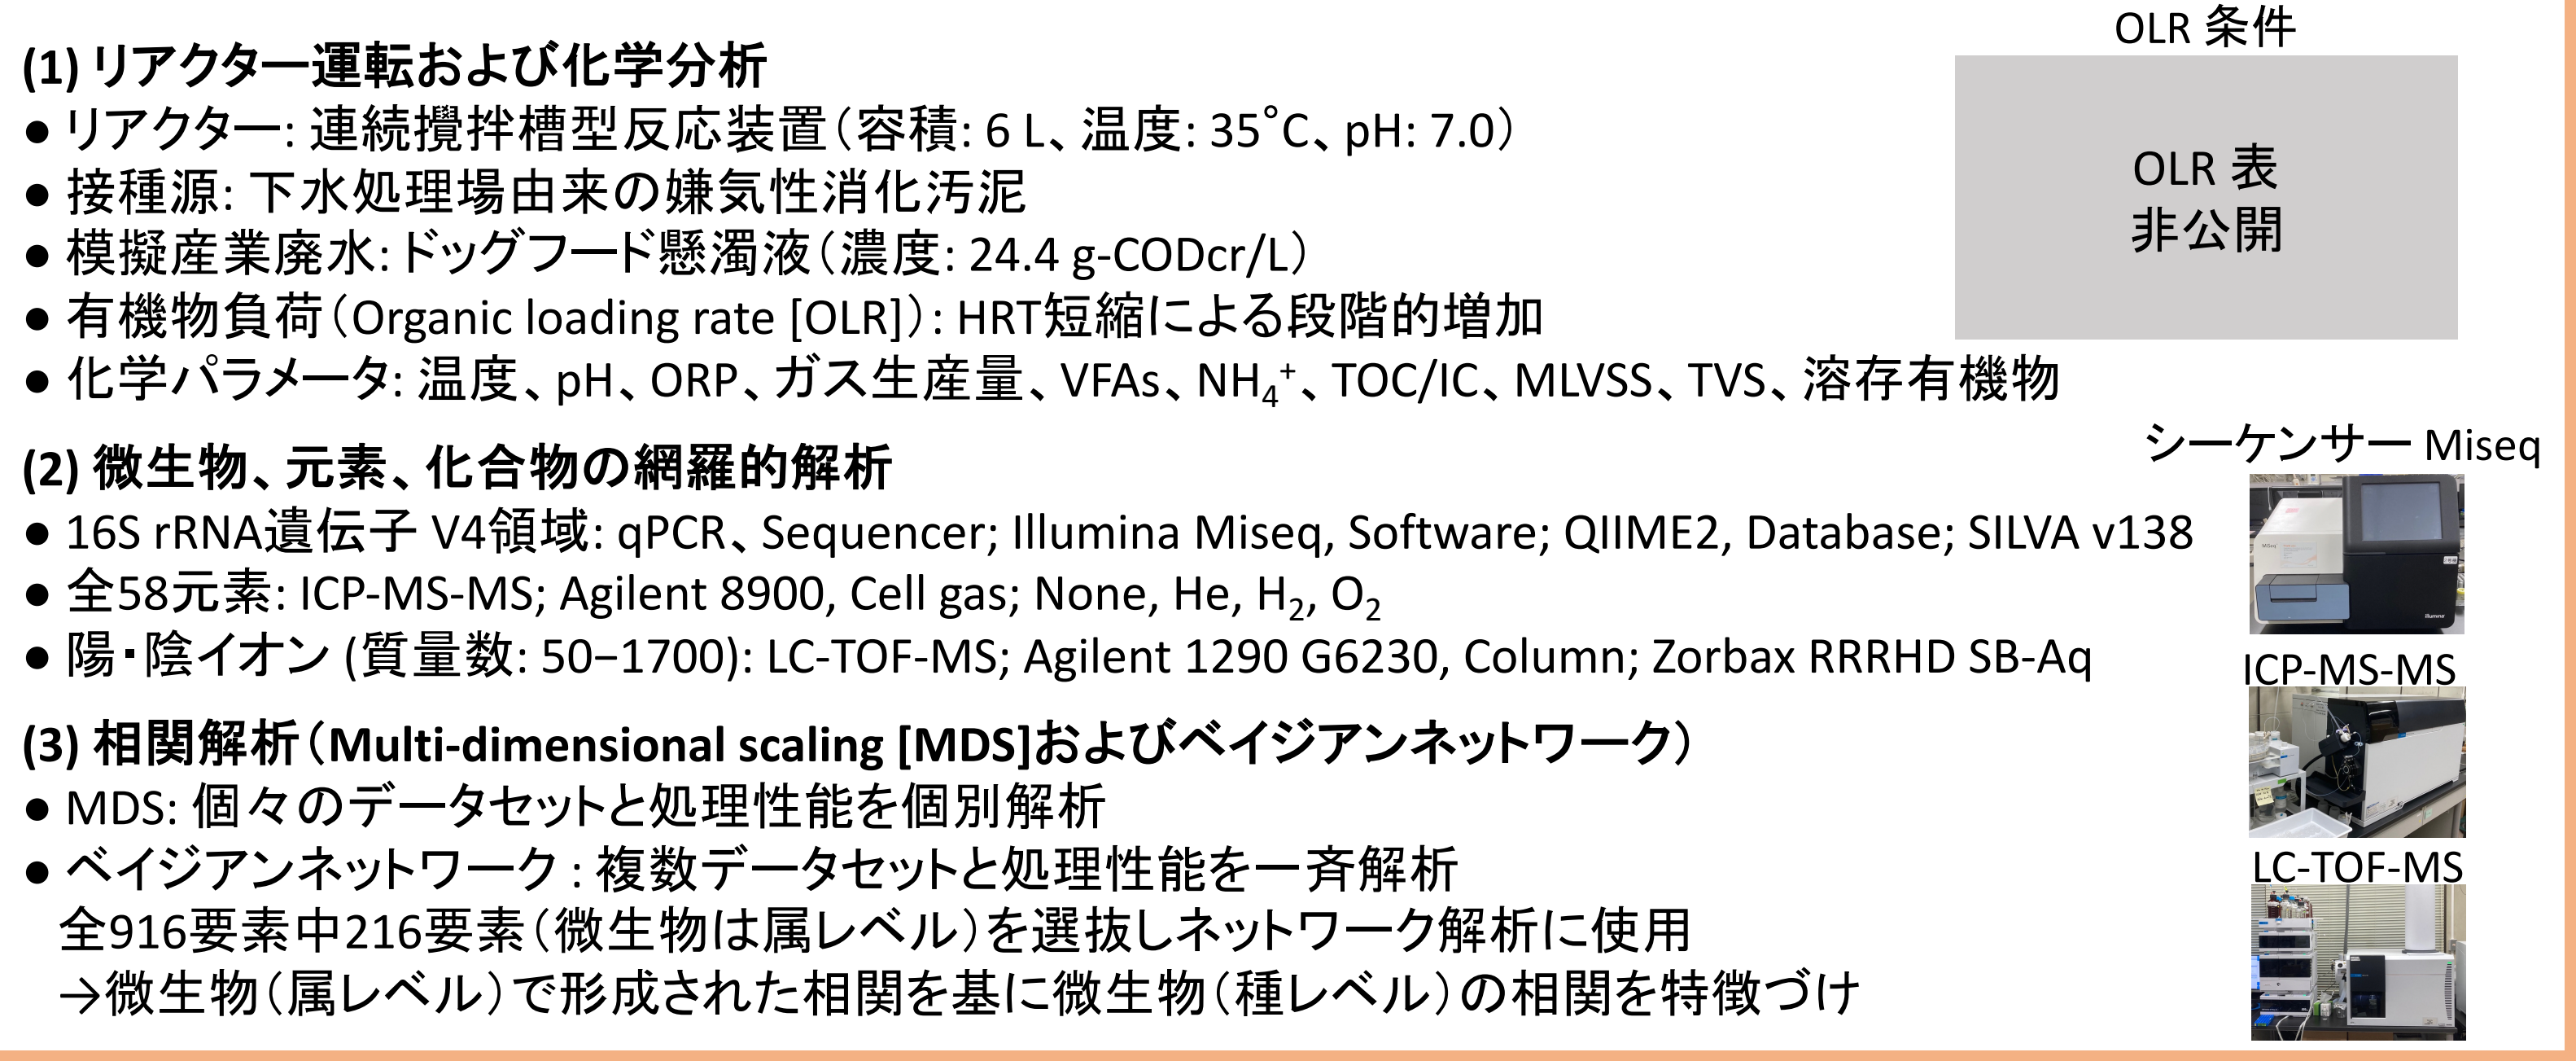 (1) リアクター運転および化学分析
● リアクター: 連続攪拌槽型反応装置（容積: 6 L、温度: 35˚C、pH: 7.0）
● 接種源: 下水処理場由来の嫌気性消化汚泥
● 模擬産業廃水: ドッグフード懸濁液（濃度: 24.4 g-CODcr/L）
● 有機物負荷（Organic loading rate [OLR]）: HRT短縮による段階的増加
● 化学パラメータ: 温度、pH、ORP、ガス生産量、VFAs、NH₄⁺、TOC/IC、MLVSS、TVS、溶存有機物
OLR 条件
OLR 表
非公開
(2) 微生物、元素、化合物の網羅的解析
● 16S rRNA遺伝子 V4領域: qPCR、Sequencer; Illumina Miseq, Software; QIIME2, Database; SILVA v138
● 全58元素: ICP-MS-MS; Agilent 8900, Cell gas; None, He, H₂, O₂
● 陽・陰イオン (質量数: 50–1700): LC-TOF-MS; Agilent 1290 G6230, Column; Zorbax RRRHD SB-Aq
(3) 相関解析（Multi-dimensional scaling [MDS]およびベイジアンネットワーク）
● MDS: 個々のデータセットと処理性能を個別解析
● ベイジアンネットワーク : 複数データセットと処理性能を一斉解析
全916要素中216要素（微生物は属レベル）を選抜しネットワーク解析に使用
→微生物（属レベル）で形成された相関を基に微生物（種レベル）の相関を特徴づけ
シーケンサー Miseq
MiSeq
illumina
ICP-MS-MS
LC-TOF-MS